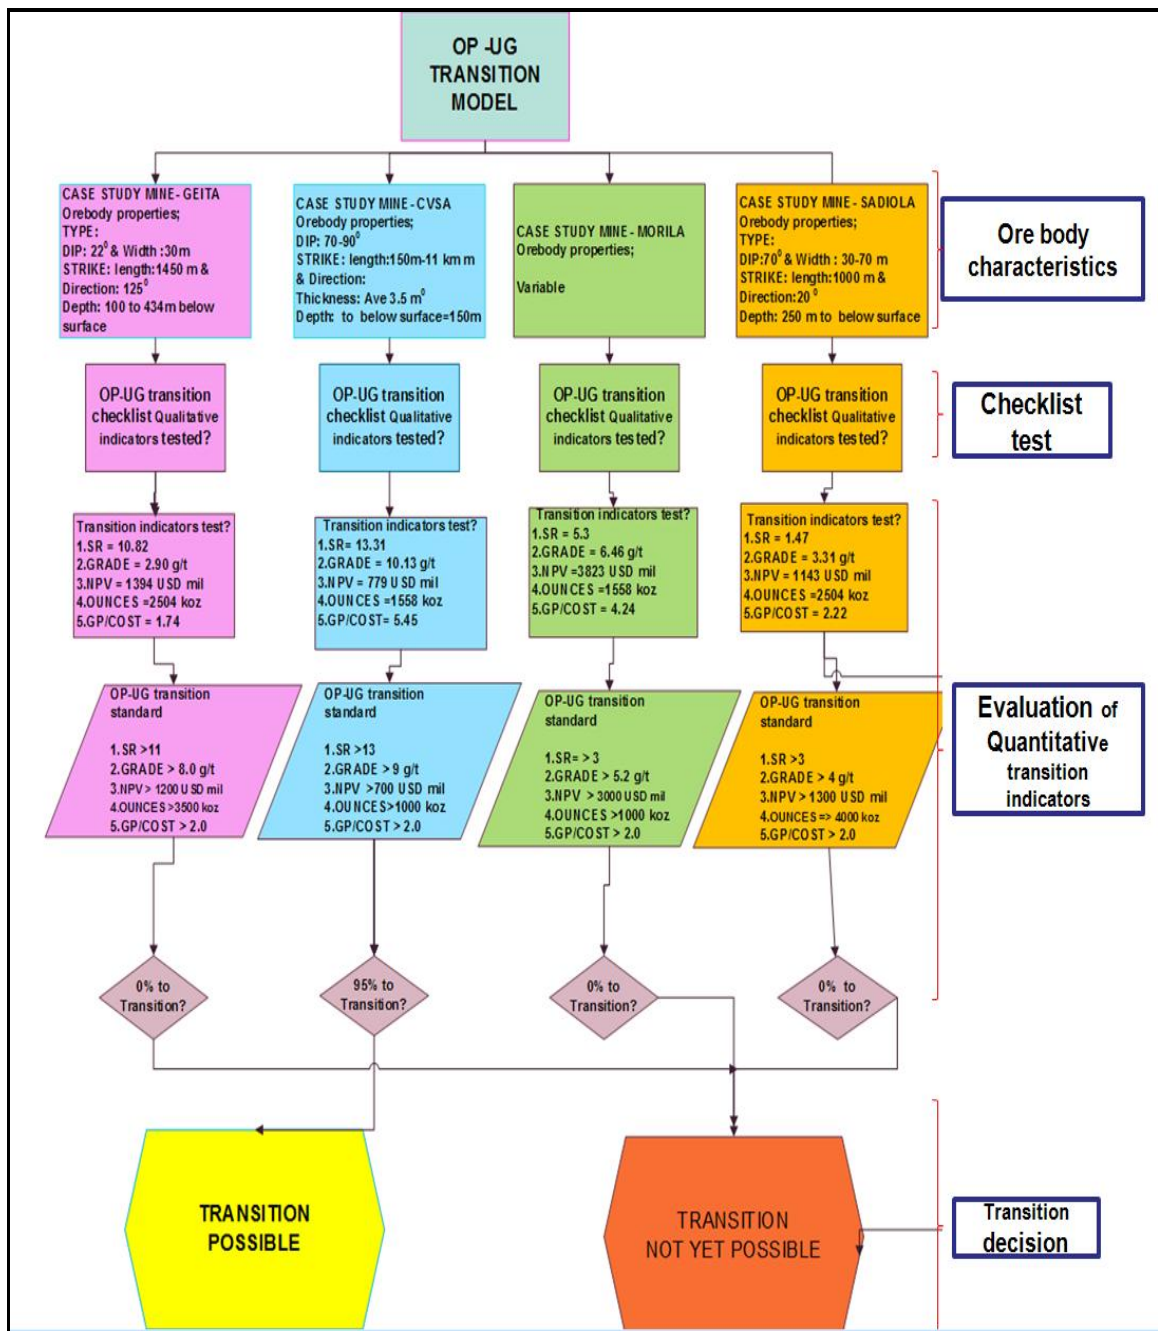 OP -UG
TRANSITION
MODEL
CASE STUDY MINE- GEITA
Orebody properties;
TYPE:
DIP: 22⁰ & Width :30m
STRIKE: length:1450 m &
Direction: 125⁰
Depth: 100 to 434m below
surface
CASE STUDY MINE- CVSA
Orebody properties;
DIP: 70-90⁰
STRIKE: length:150m-11 km m
& Direction:
Thickness: Ave 3.5 m⁰
Depth: to below surface=150m
CASE STUDY MINE - MORILA
Orebody properties;
Variable
CASE STUDY MINE - SADIOLA
Orebody properties;
TYPE:
DIP:70⁰ & Width : 30-70 m
STRIKE: length:1000 m &
Direction:20⁰
Depth: 250 m to below surface
Ore body
characteristics
OP-UG transition
checklist Qualitative
indicators tested?
OP-UG transition
checklist Qualitative
indicators tested?
OP-UG transition
checklist Qualitative
indicators tested?
OP-UG transition
checklist Qualitative
indicators tested?
Checklist
test
Transition indicators test?
1.SR = 10.82
2.GRADE = 2.90 g/t
3.NPV = 1394 USD mil
4.OUNCES =2504 koz
5.GP/COST = 1.74
Transition indicators test?
1.SR= 13.31
2.GRADE = 10.13 g/t
3.NPV = 779 USD mil
4.OUNCES =1558 koz
5.GP/COST= 5.45
Transition indicators test?
1.SR = 5.3
2.GRADE = 6.46 g/t
3.NPV =3823 USD mil
4.OUNCES =1558 koz
5.GP/COST = 4.24
Transition indicators test?
1.SR = 1.47
2.GRADE = 3.31 g/t
3.NPV = 1143 USD mil
4.OUNCES =2504 koz
5.GP/COST = 2.22
OP-UG transition
standard
1.SR >11
2.GRADE > 8.0 g/t
3.NPV > 1200 USD mil
4.OUNCES >3500 koz
5.GP/COST > 2.0
OP-UG transition
standard
1.SR >13
2.GRADE > 9 g/t
3.NPV >700 USD mil
4.OUNCES>1000 koz
5.GP/COST > 2.0
OP-UG transition
standard
1.SR= > 3
2.GRADE > 5.2 g/t
3.NPV > 3000 USD mil
4.OUNCES >1000 koz
5.GP/COST > 2.0
OP-UG transition
standard
1.SR >3
2.GRADE > 4 g/t
3.NPV > 1300 USD mil
4.OUNCES => 4000 koz
5.GP/COST > 2.0
Evaluation of
Quantitative
transition
indicators
0% to
Transition?
95% to
Transition?
0% to
Transition?
0% to
Transition?
TRANSITION
POSSIBLE
TRANSITION
NOT YET POSSIBLE
Transition
decision